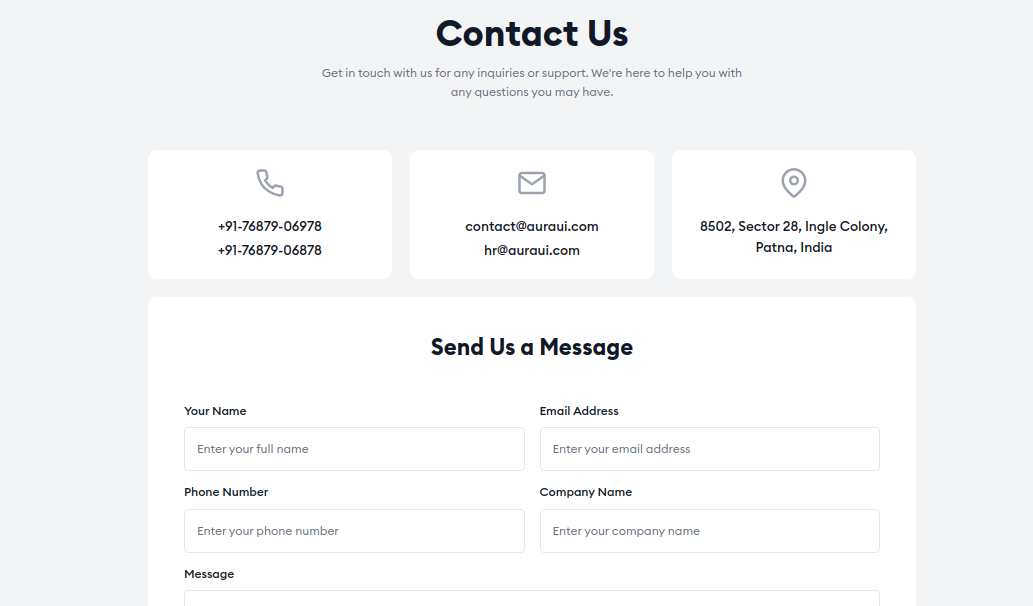 Contact Us
Get in touch with us for any inquiries or support. We're here to help you with
any questions you may have.
+91-76879-06978
+91-76879-06878
contact@auraui.com
hr@auraui.com
8502, Sector 28, Ingle Colony,
Patna, India
Send Us a Message
Your Name
Email Address
Enter your full name
Enter your email address
Phone Number
Company Name
Enter your phone number
Enter your company name
Message